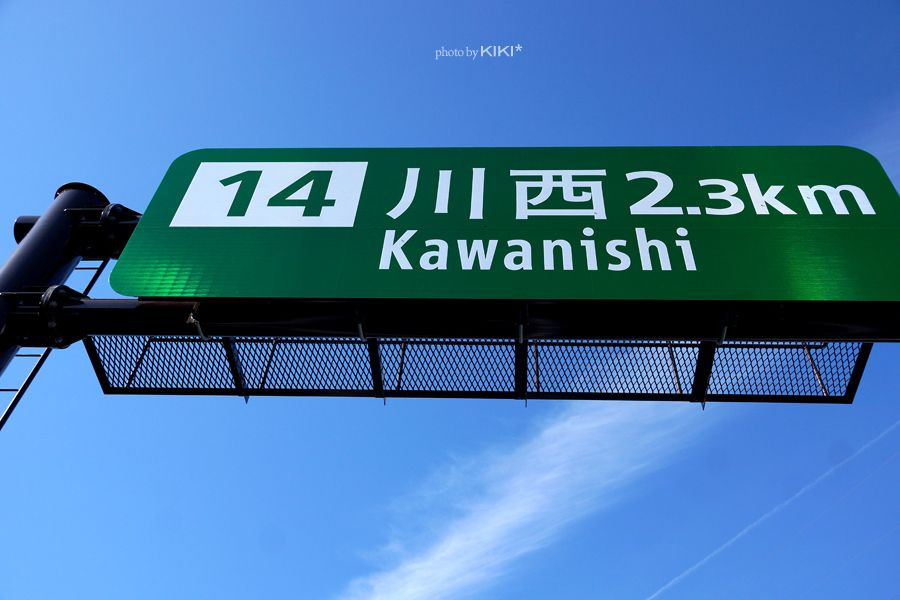 photo by KIKI*
14 川西 2.3km
Kawanishi